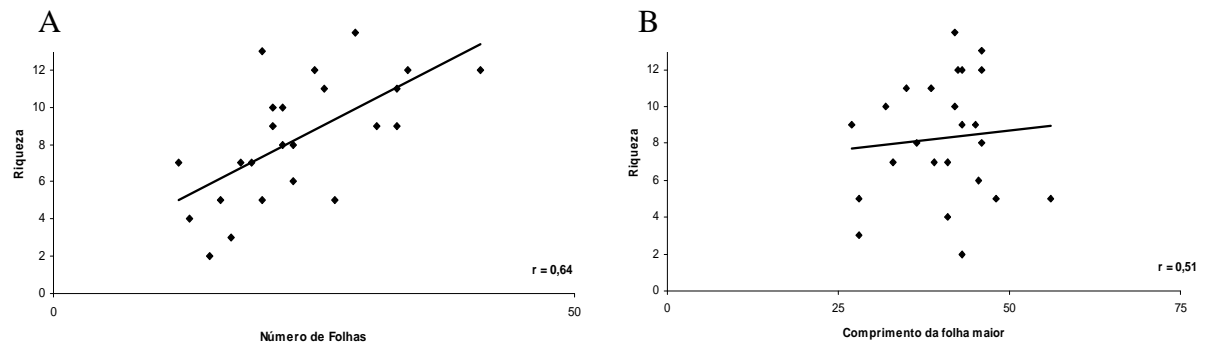 A
Riqueza
12
10
8
6
4
2
0
0
50
Número de Folhas
r = 0,64
B
Riqueza
12
10
8
6
4
2
0
0
25
50
75
Comprimento da folha maior
r = 0,51